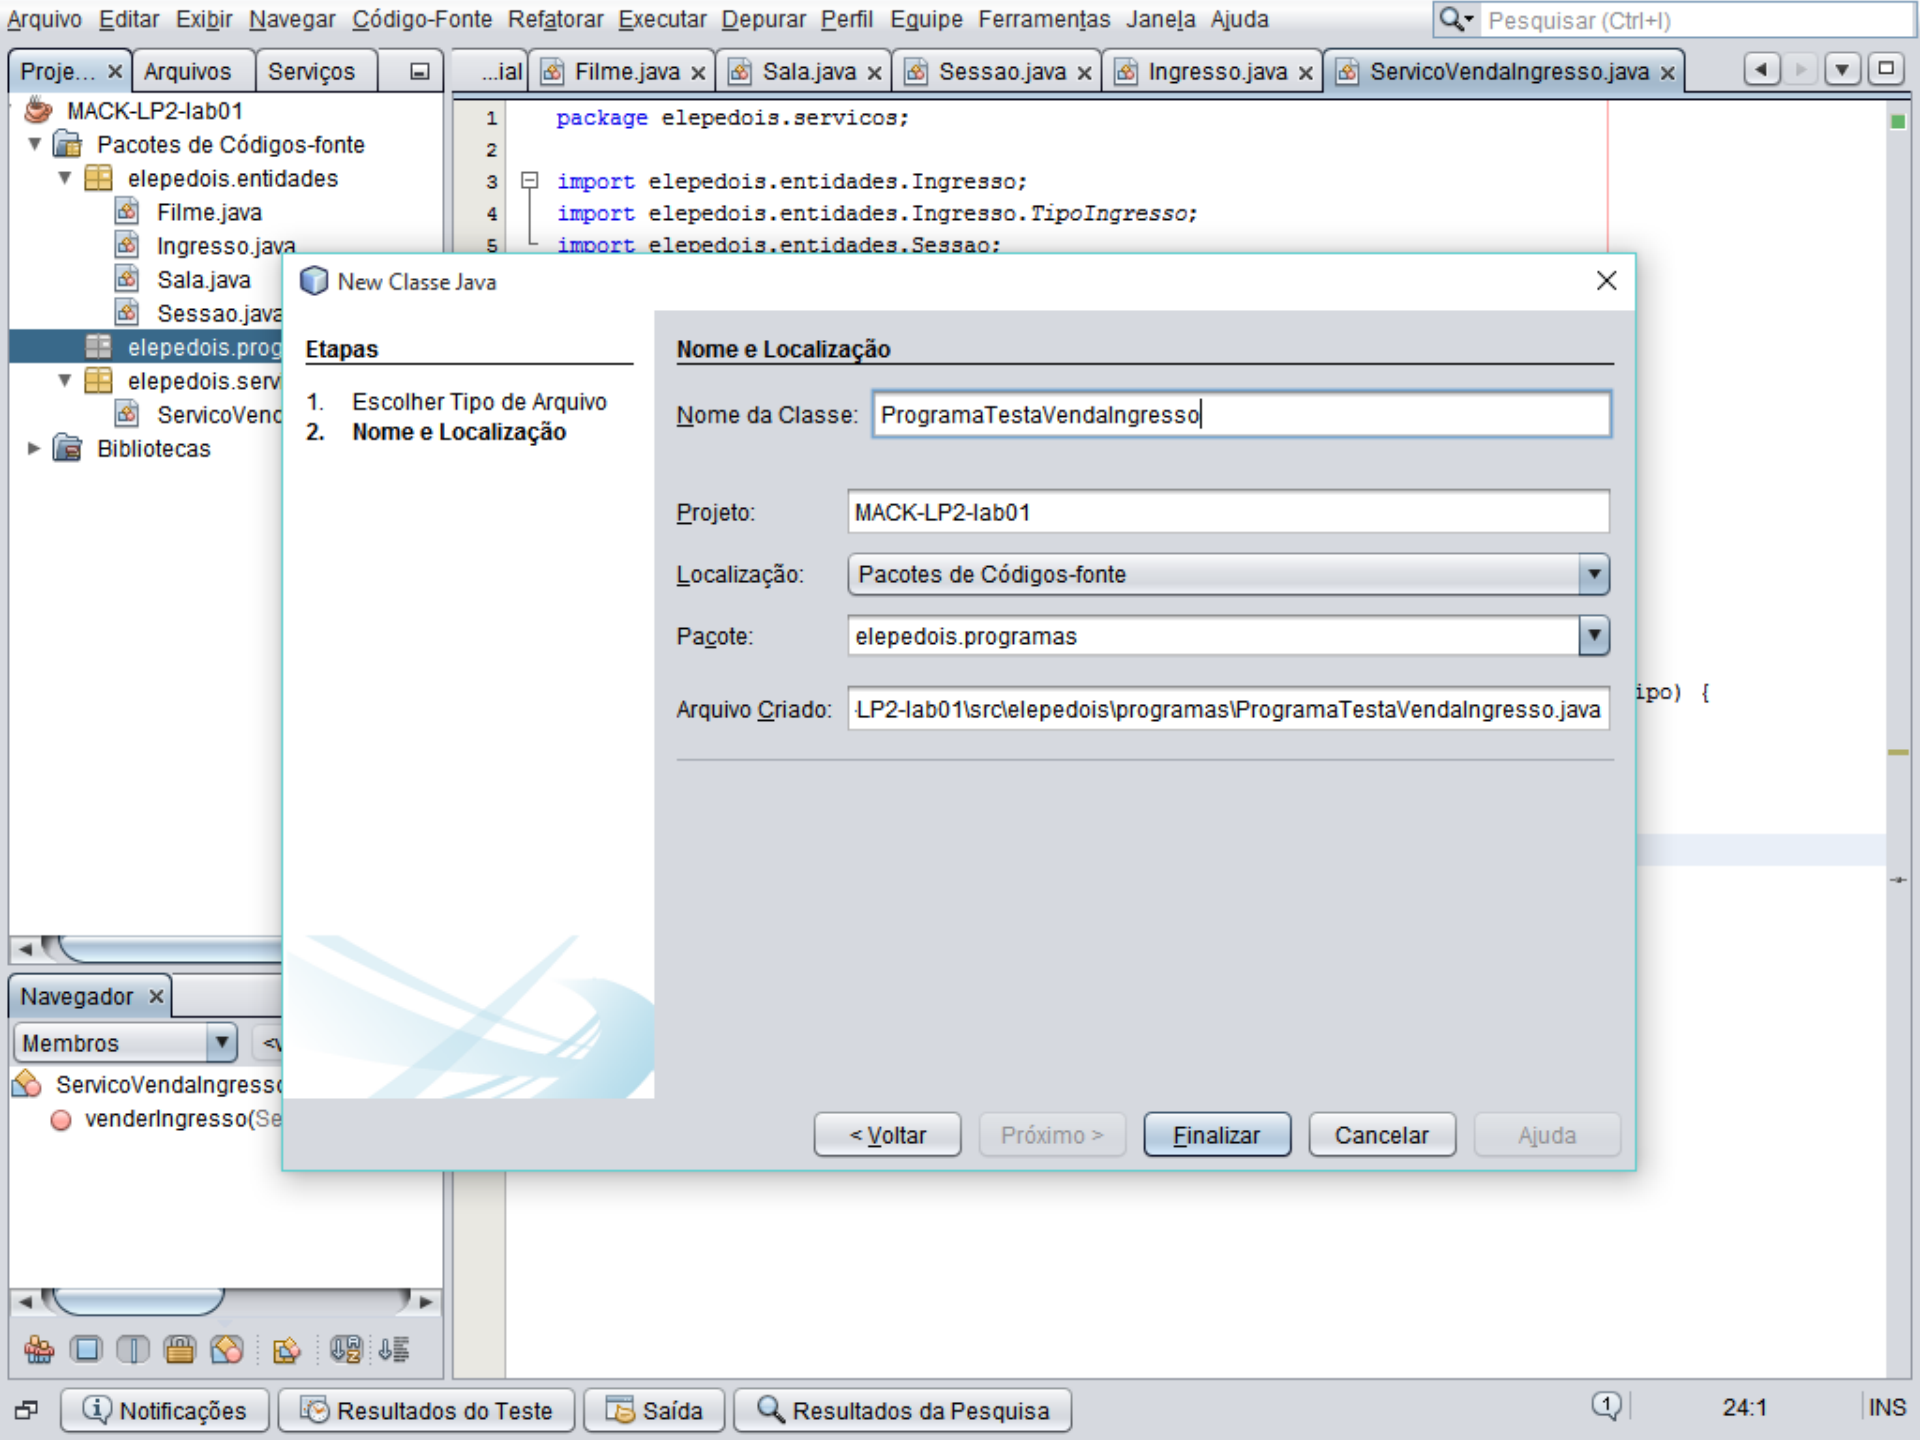 Arquivo Editar Exibir Navegar Código-Fonte Refatorar Executar Depurar Perfil Equipe Ferramentas Janela Ajuda
Pesquisar (Ctrl+I)
Proje... Arquivos Serviços
...ial Filme.java Sala.java Sessao.java Ingresso.java ServicoVendaIngresso.java
MACK-LP2-lab01
Pacotes de Códigos-fonte
elepedois.entidades
Filme.java
Ingresso.java
Sala.java
Sessao.java
elepedois.prog
elepedois.serv
ServicoVend
Bibliotecas
1 package elepedois.servicos;
2
3 import elepedois.entidades.Ingresso;
4 import elepedois.entidades.Ingresso.TipoIngresso;
5 import elepedois.entidades.Sessao;
ipo) {
New Classe Java
Etapas
1. Escolher Tipo de Arquivo
2. Nome e Localização
Nome e Localização
Nome da Classe: ProgramaTestaVendaIngresso
Projeto: MACK-LP2-lab01
Localização: Pacotes de Códigos-fonte
Pacote: elepedois.programas
Arquivo Criado: -LP2-lab01\src\elepedois\programas\ProgramaTestaVendaIngresso.java
< Voltar Próximo > Finalizar Cancelar Ajuda
Navegador
Membros
ServicoVendaIngresso
venderIngresso(Se
Notificações Resultados do Teste Saída Resultados da Pesquisa
1 24:1 INS